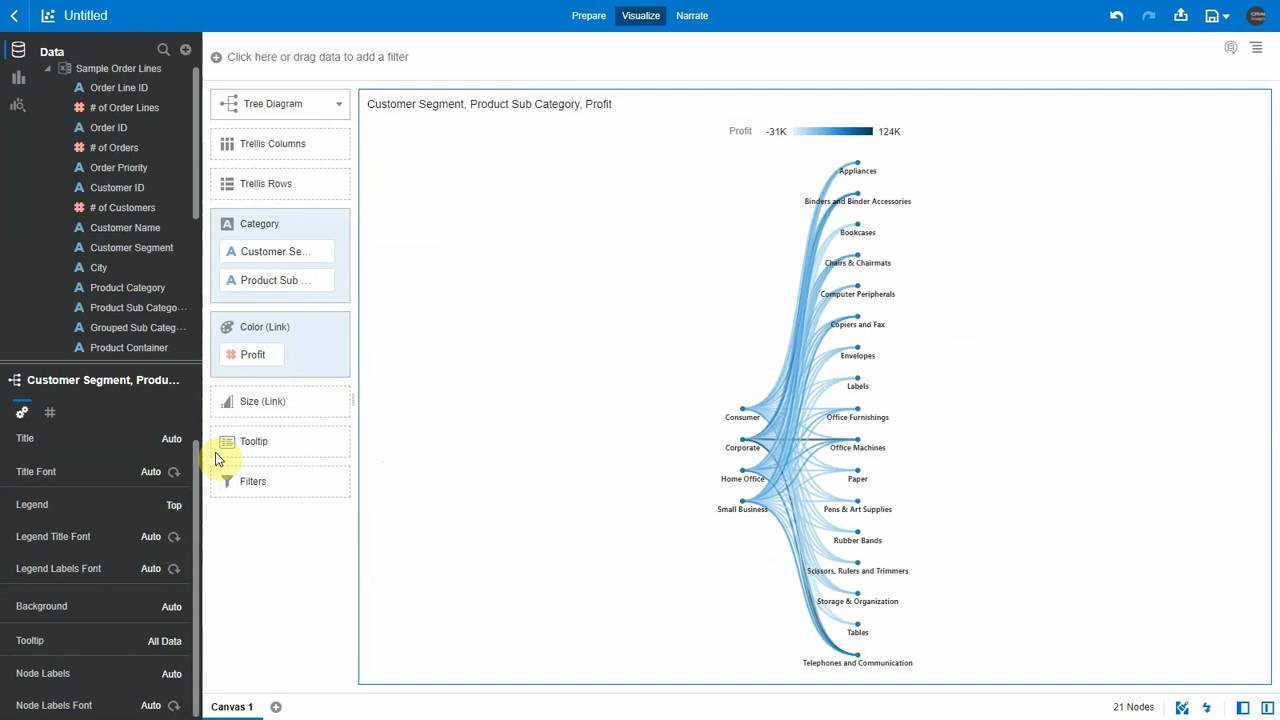 Untitled
Prepare
Visualize
Narrate
Data
Click here or drag data to add a filter
Sample Order Lines
Order Line ID
# of Order Lines
Order ID
# of Orders
Order Priority
Customer ID
# of Customers
Customer Name
Customer Segment
City
Product Category
Product Sub Catego...
Grouped Sub Categ...
Product Container
Customer Segment, Produ...
Title Auto
Title Font Auto
Legend Top
Legend Title Font Auto
Legend Labels Font Auto
Background Auto
Tooltip All Data
Node Labels Auto
Node Labels Font Auto
Tree Diagram
Trellis Columns
Trellis Rows
Category
Customer Se...
Product Sub ...
Color (Link)
Profit
Size (Link)
Tooltip
Filters
Customer Segment, Product Sub Category, Profit
Profit -31K 124K
Appliances
Binders and Binder Accessories
Bookcases
Chairs & Chairmats
Computer Peripherals
Copiers and Fax
Envelopes
Labels
Consumer
Office Furnishings
Corporate
Office Machines
Home Office
Paper
Small Business
Pens & Art Supplies
Rubber Bands
Scissors, Rulers and Trimmers
Storage & Organization
Tables
Telephones and Communication
Canvas 1
21 Nodes